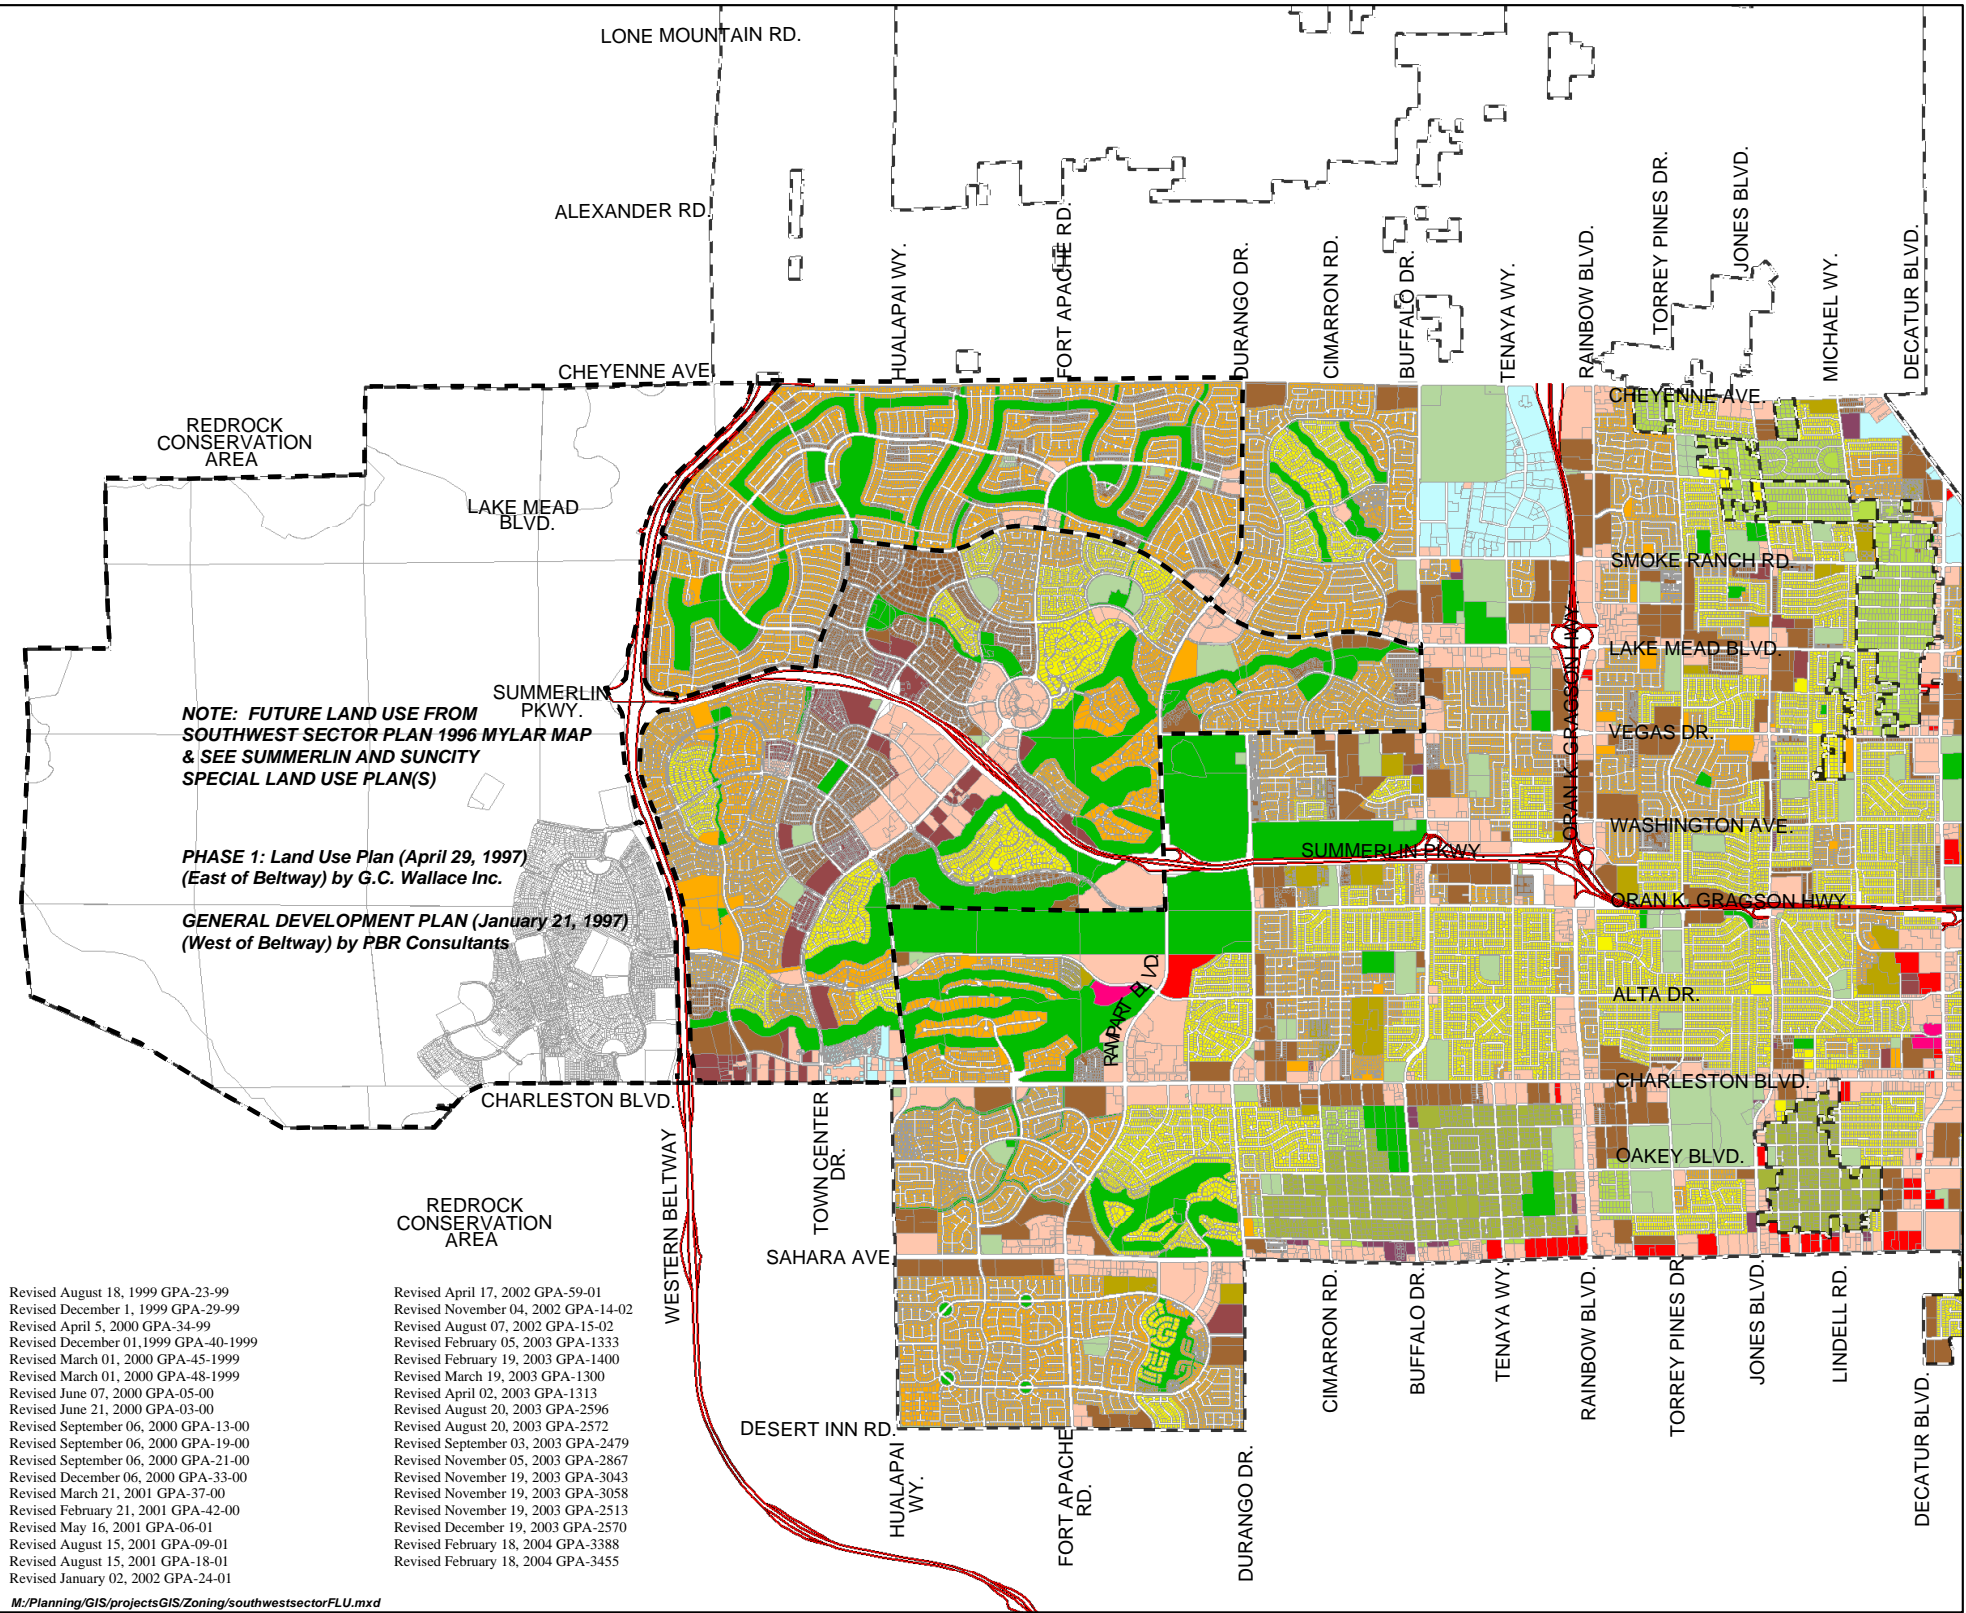 LONE MOUNTAIN RD.
ALEXANDER RD.
CHEYENNE AVE.
HUALAPAI WY.
FORT APACHE RD.
DURANGO DR.
CIMARRON RD.
BUFFALO DR.
TENAYA WY.
RAINBOW BLVD.
TORREY PINES DR.
JONES BLVD.
MICHAEL WY.
DECATUR BLVD.
CHEYENNE AVE.
REDROCK
CONSERVATION
AREA
LAKE MEAD
BLVD.
SMOKE RANCH RD.
LAKE MEAD BLVD.
ORAN K. GRAGSON HWY.
SUMMERLIN
PKWY.
VEGAS DR.
NOTE: FUTURE LAND USE FROM
SOUTHWEST SECTOR PLAN 1996 MYLAR MAP
& SEE SUMMERLIN AND SUNCITY
SPECIAL LAND USE PLAN(S)
WASHINGTON AVE.
SUMMERLIN PKWY.
PHASE 1: Land Use Plan (April 29, 1997)
(East of Beltway) by G.C. Wallace Inc.
ORAN K. GRAGSON HWY.
GENERAL DEVELOPMENT PLAN (January 21, 1997)
(West of Beltway) by PBR Consultants
RAMPART BLVD.
ALTA DR.
CHARLESTON BLVD.
CHARLESTON BLVD.
OAKEY BLVD.
WESTERN BELTWAY
TOWN CENTER
DR.
REDROCK
CONSERVATION
AREA
SAHARA AVE.
DESERT INN RD.
HUALAPAI
WY.
FORT APACHE
RD.
DURANGO DR.
CIMARRON RD.
BUFFALO DR.
TENAYA WY.
RAINBOW BLVD.
TORREY PINES DR.
JONES BLVD.
LINDELL RD.
DECATUR BLVD.
Revised August 18, 1999 GPA-23-99
Revised December 1, 1999 GPA-29-99
Revised April 5, 2000 GPA-34-99
Revised December 01,1999 GPA-40-1999
Revised March 01, 2000 GPA-45-1999
Revised March 01, 2000 GPA-48-1999
Revised June 07, 2000 GPA-05-00
Revised June 21, 2000 GPA-03-00
Revised September 06, 2000 GPA-13-00
Revised September 06, 2000 GPA-19-00
Revised September 06, 2000 GPA-21-00
Revised December 06, 2000 GPA-33-00
Revised March 21, 2001 GPA-37-00
Revised February 21, 2001 GPA-42-00
Revised May 16, 2001 GPA-06-01
Revised August 15, 2001 GPA-09-01
Revised August 15, 2001 GPA-18-01
Revised January 02, 2002 GPA-24-01
Revised April 17, 2002 GPA-59-01
Revised November 04, 2002 GPA-14-02
Revised August 07, 2002 GPA-15-02
Revised February 05, 2003 GPA-1333
Revised February 19, 2003 GPA-1400
Revised March 19, 2003 GPA-1300
Revised April 02, 2003 GPA-1313
Revised August 20, 2003 GPA-2596
Revised August 20, 2003 GPA-2572
Revised September 03, 2003 GPA-2479
Revised November 05, 2003 GPA-2867
Revised November 19, 2003 GPA-3043
Revised November 19, 2003 GPA-3058
Revised November 19, 2003 GPA-2513
Revised December 19, 2003 GPA-2570
Revised February 18, 2004 GPA-3388
Revised February 18, 2004 GPA-3455
M:/Planning/GIS/projectsGIS/Zoning/southwestsectorFLU.mxd